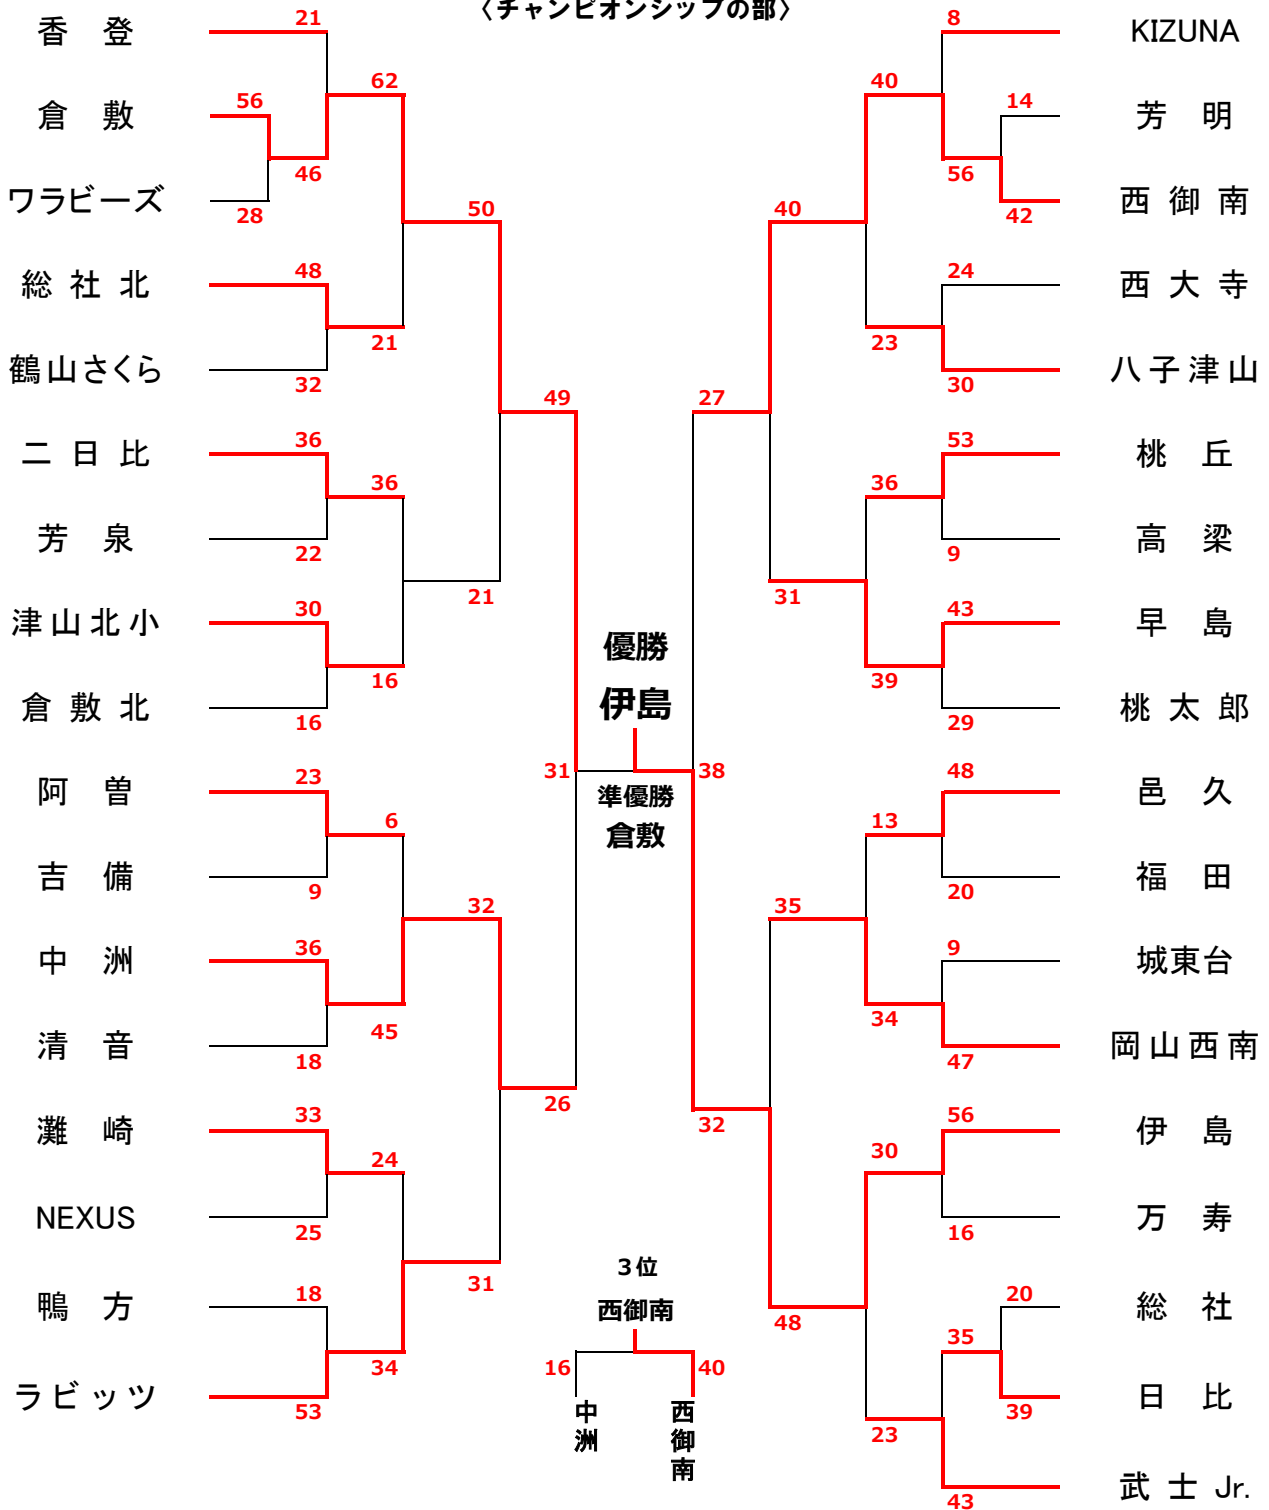 〈チャンピオンシップの部〉
香 登
倉 敷
ワラビーズ
総 社 北
鶴山さくら
二 日 比
芳 泉
津山北小
倉 敷 北
阿 曽
吉 備
中 洲
清 音
灘 崎
NEXUS
鴨 方
ラビッツ
21
56
28
48
32
36
22
30
16
23
9
36
18
33
25
18
53
46
62
21
36
16
6
45
24
34
50
21
32
31
49
26
31
優勝
伊島
準優勝
倉敷
38
27
32
40
31
35
48
40
23
36
39
13
34
30
23
8
56
14
42
24
30
53
9
43
29
48
20
9
47
56
16
35
20
39
43
KIZUNA
芳 明
西 御 南
西 大 寺
八子津山
桃 丘
高 梁
早 島
桃 太 郎
邑 久
福 田
城東台
岡山西南
伊 島
万 寿
総 社
日 比
武 士 Jr.
3位
西御南
16
40
中洲
西御南